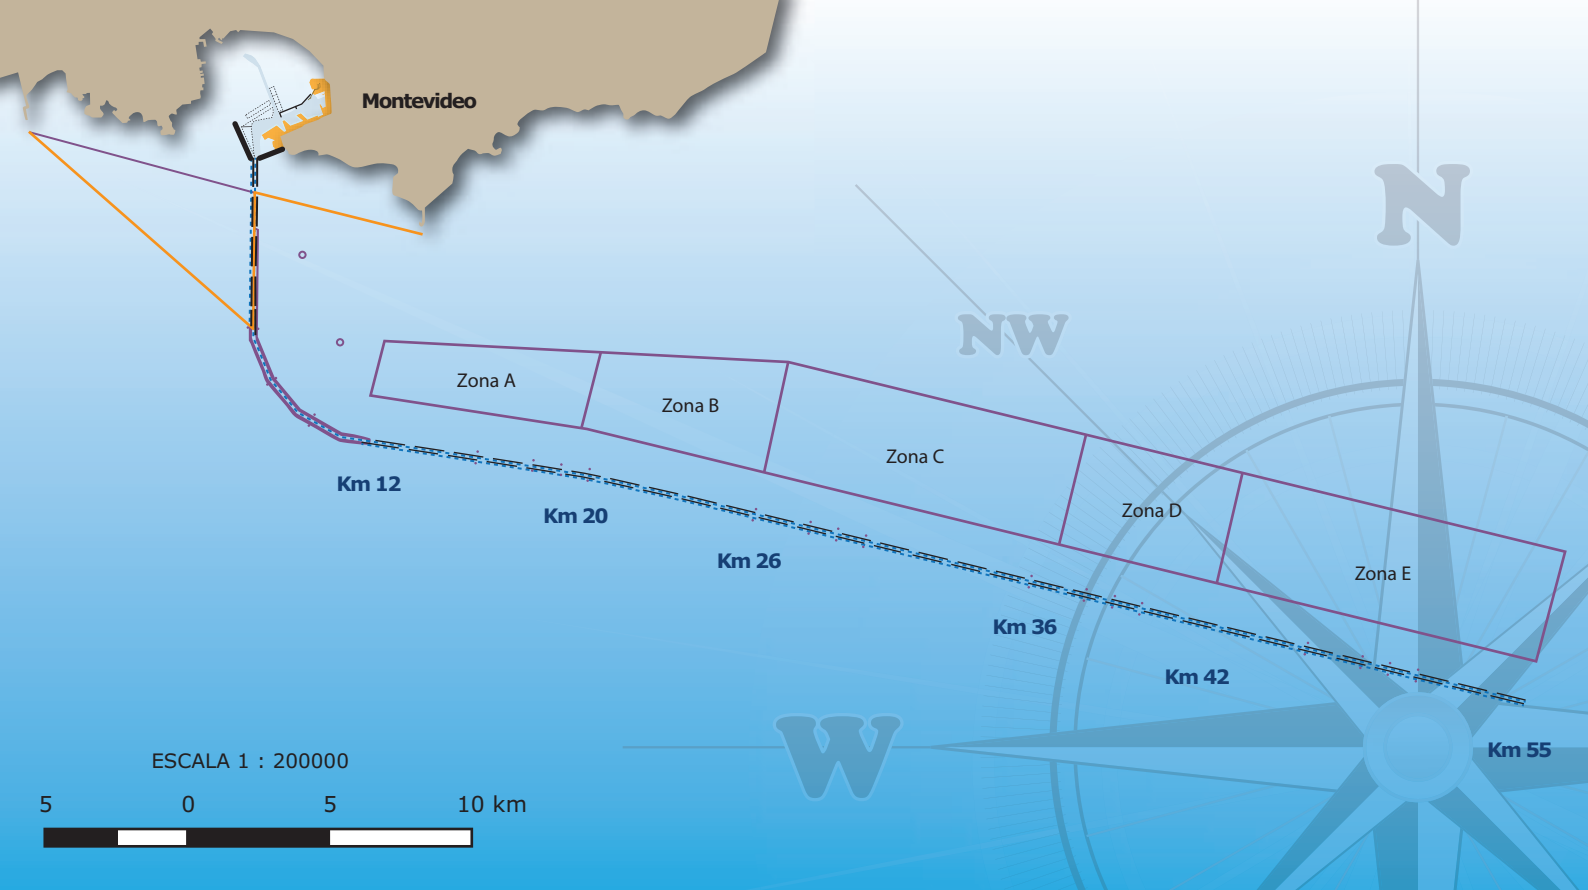 Montevideo
N
NW
Zona A
Zona B
Zona C
Km 12
Km 20
Zona D
Km 26
Zona E
Km 36
Km 42
W
Km 55
ESCALA 1 : 200000
5 0 5 10 km